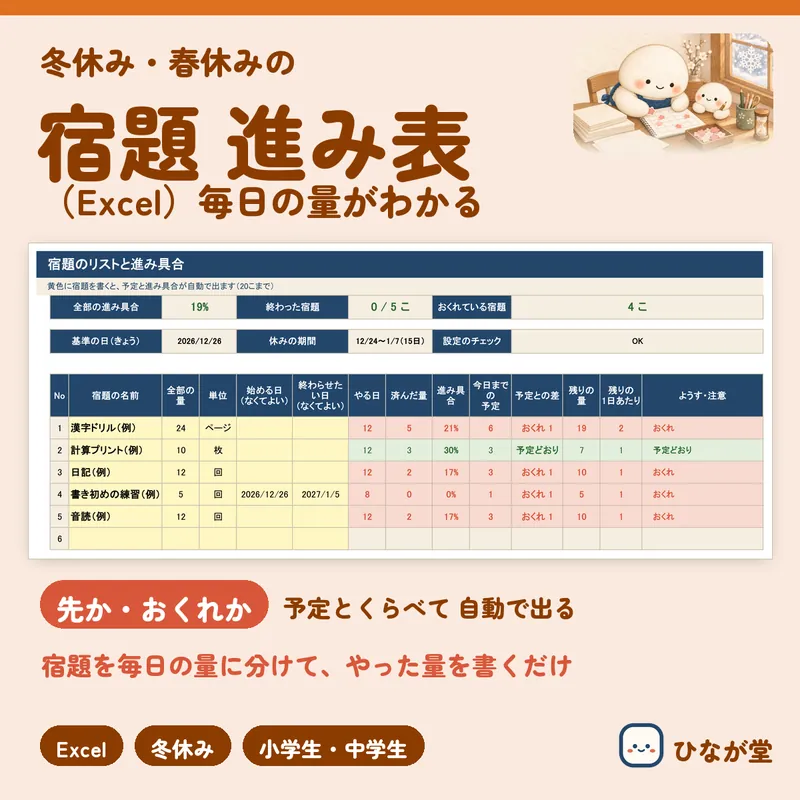 冬休み・春休みの
宿題 進み表
（Excel）毎日の量がわかる
宿題のリストと進み具合
黄色に宿題を書くと、予定と進み具合が自動で出ます（20こまで）
全部の進み具合 19% 終わった宿題 0 / 5 こ おくれている宿題 4 こ
基準の日（きょう） 2026/12/26 休みの期間 12/24〜1/7（15日） 設定のチェック OK
No 宿題の名前 全部の量 単位 始める日（なくてよい） 終わらせたい日（なくてよい） やる日 済んだ量 進み具合 今日までの予定 予定との差 残りの量 残りの1日あたり ようす・注意
1 漢字ドリル（例） 24 ページ 12 5 21% 6 おくれ 1 19 2 おくれ
2 計算プリント（例） 10 枚 12 3 30% 3 予定どおり 7 1 予定どおり
3 日記（例） 12 回 12 2 17% 3 おくれ 1 10 1 おくれ
4 書き初めの練習（例） 5 回 2026/12/26 2027/1/5 8 0 0% 1 おくれ 1 5 1 おくれ
5 音読（例） 12 回 12 2 17% 3 おくれ 1 10 1 おくれ
6
先か・おくれか 予定とくらべて 自動で出る
宿題を毎日の量に分けて、やった量を書くだけ
Excel 冬休み 小学生・中学生
ひなが堂